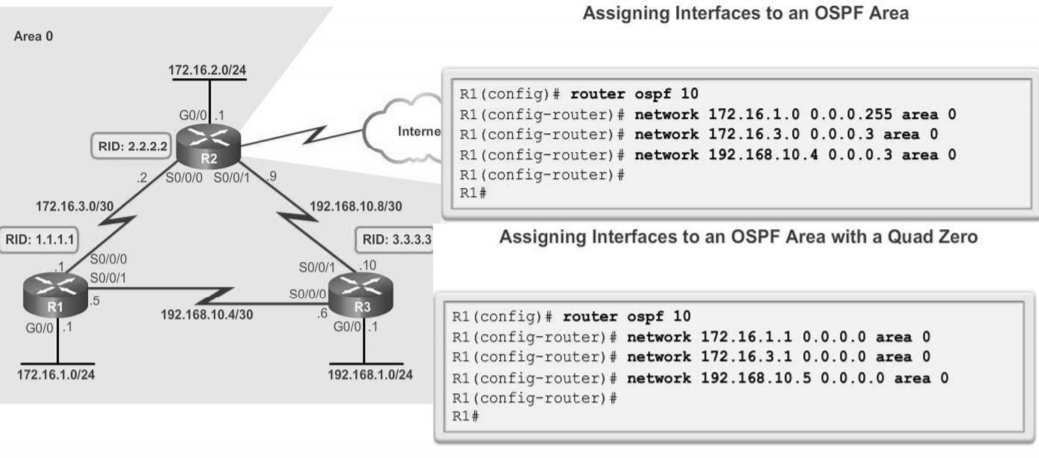 Assigning Interfaces to an OSPF Area
Area 0
172.16.2.0/24
G0/0 .1
Interne
RID: 2.2.2.2
R2
.2 S0/0/0 S0/0/1 .9
172.16.3.0/30
192.168.10.8/30
RID: 1.1.1.1
RID: 3.3.3.3
.1 S0/0/0
S0/0/1 .10
S0/0/1
S0/0/0
R1
.5
.6
R3
192.168.10.4/30
G0/0 .1
G0/0 .1
172.16.1.0/24
192.168.1.0/24
R1(config)# router ospf 10
R1(config-router)# network 172.16.1.0 0.0.0.255 area 0
R1(config-router)# network 172.16.3.0 0.0.0.3 area 0
R1(config-router)# network 192.168.10.4 0.0.0.3 area 0
R1(config-router)#
R1#
Assigning Interfaces to an OSPF Area with a Quad Zero
R1(config)# router ospf 10
R1(config-router)# network 172.16.1.1 0.0.0.0 area 0
R1(config-router)# network 172.16.3.1 0.0.0.0 area 0
R1(config-router)# network 192.168.10.5 0.0.0.0 area 0
R1(config-router)#
R1#